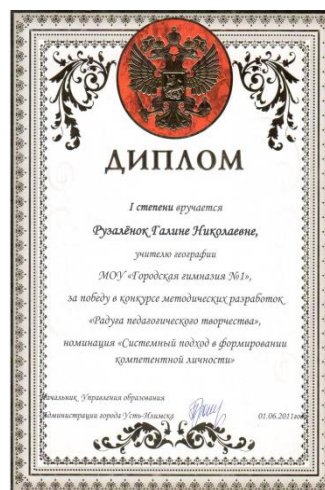 ДИПЛОМ
I степени вручается
Рузалёнок Галине Николаевне,
учителю географии
МОУ «Городская гимназия №1»,
за победу в конкурсе методических разработок
«Радуга педагогического творчества»,
номинация «Системный подход в формировании
компетентной личности»
Начальник Управления образования
Администрации города Усть-Илимска 01.06.2011год